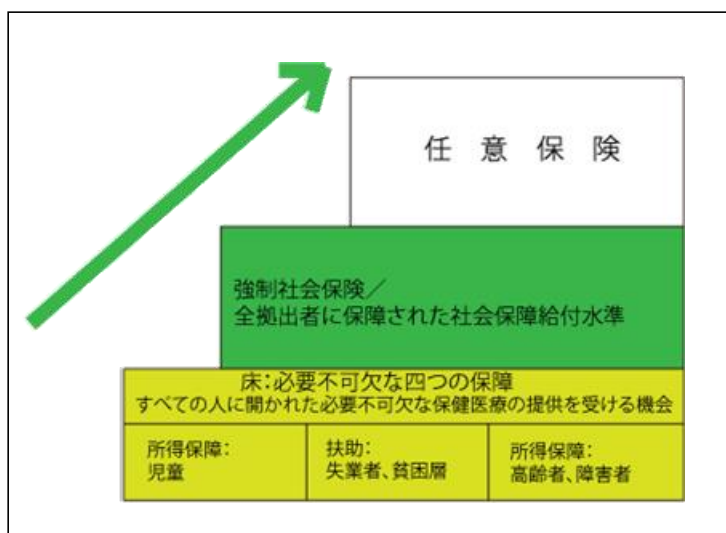 任 意 保 険
強制社会保険／
全拠出者に保障された社会保障給付水準
床：必要不可欠な四つの保障
すべての人に開かれた必要不可欠な保健医療の提供を受ける機会
所得保障：
児童
扶助：
失業者、貧困層
所得保障：
高齢者、障害者